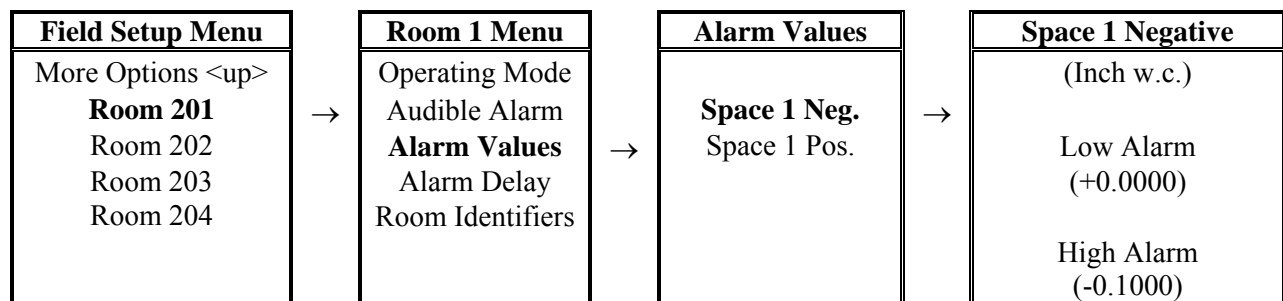 Field Setup Menu
More Options <up>
Room 201
Room 202
Room 203
Room 204
→
Room 1 Menu
Operating Mode
Audible Alarm
Alarm Values
Alarm Delay
Room Identifiers
→
Alarm Values
Space 1 Neg.
Space 1 Pos.
→
Space 1 Negative
(Inch w.c.)
Low Alarm
(+0.0000)
High Alarm
(-0.1000)